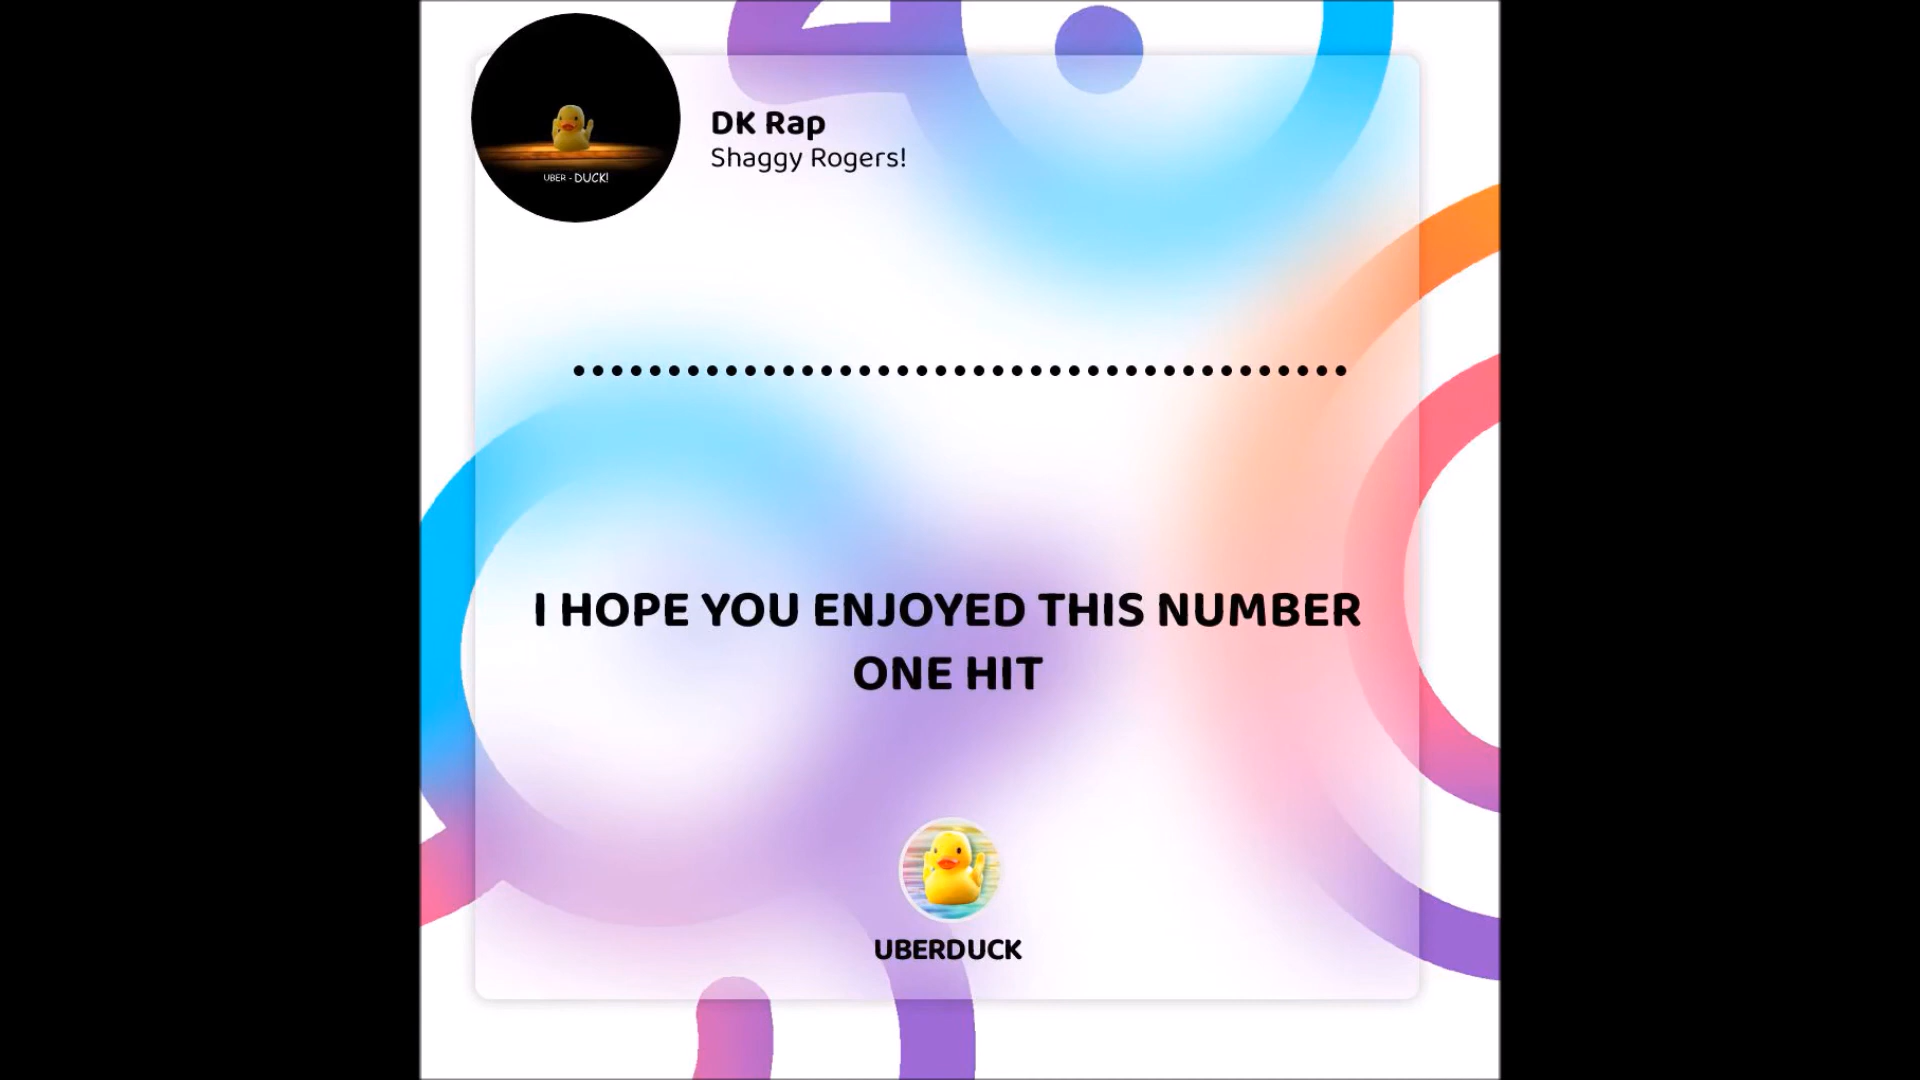 UBER - DUCK!
DK Rap
Shaggy Rogers!
I HOPE YOU ENJOYED THIS NUMBER
ONE HIT
UBERDUCK